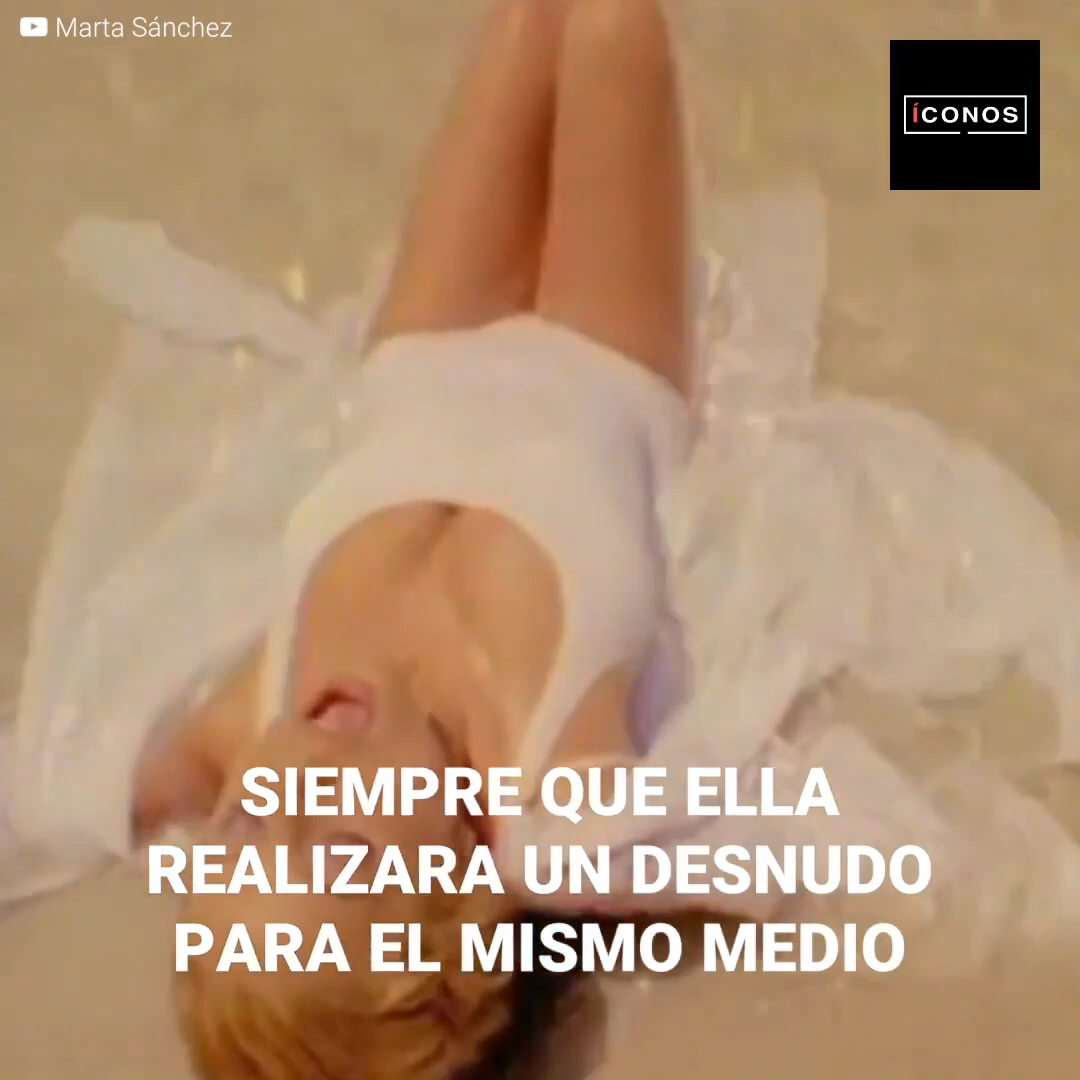 Marta Sánchez
ÍCONOS
SIEMPRE QUE ELLA
REALIZARA UN DESNUDO
PARA EL MISMO MEDIO